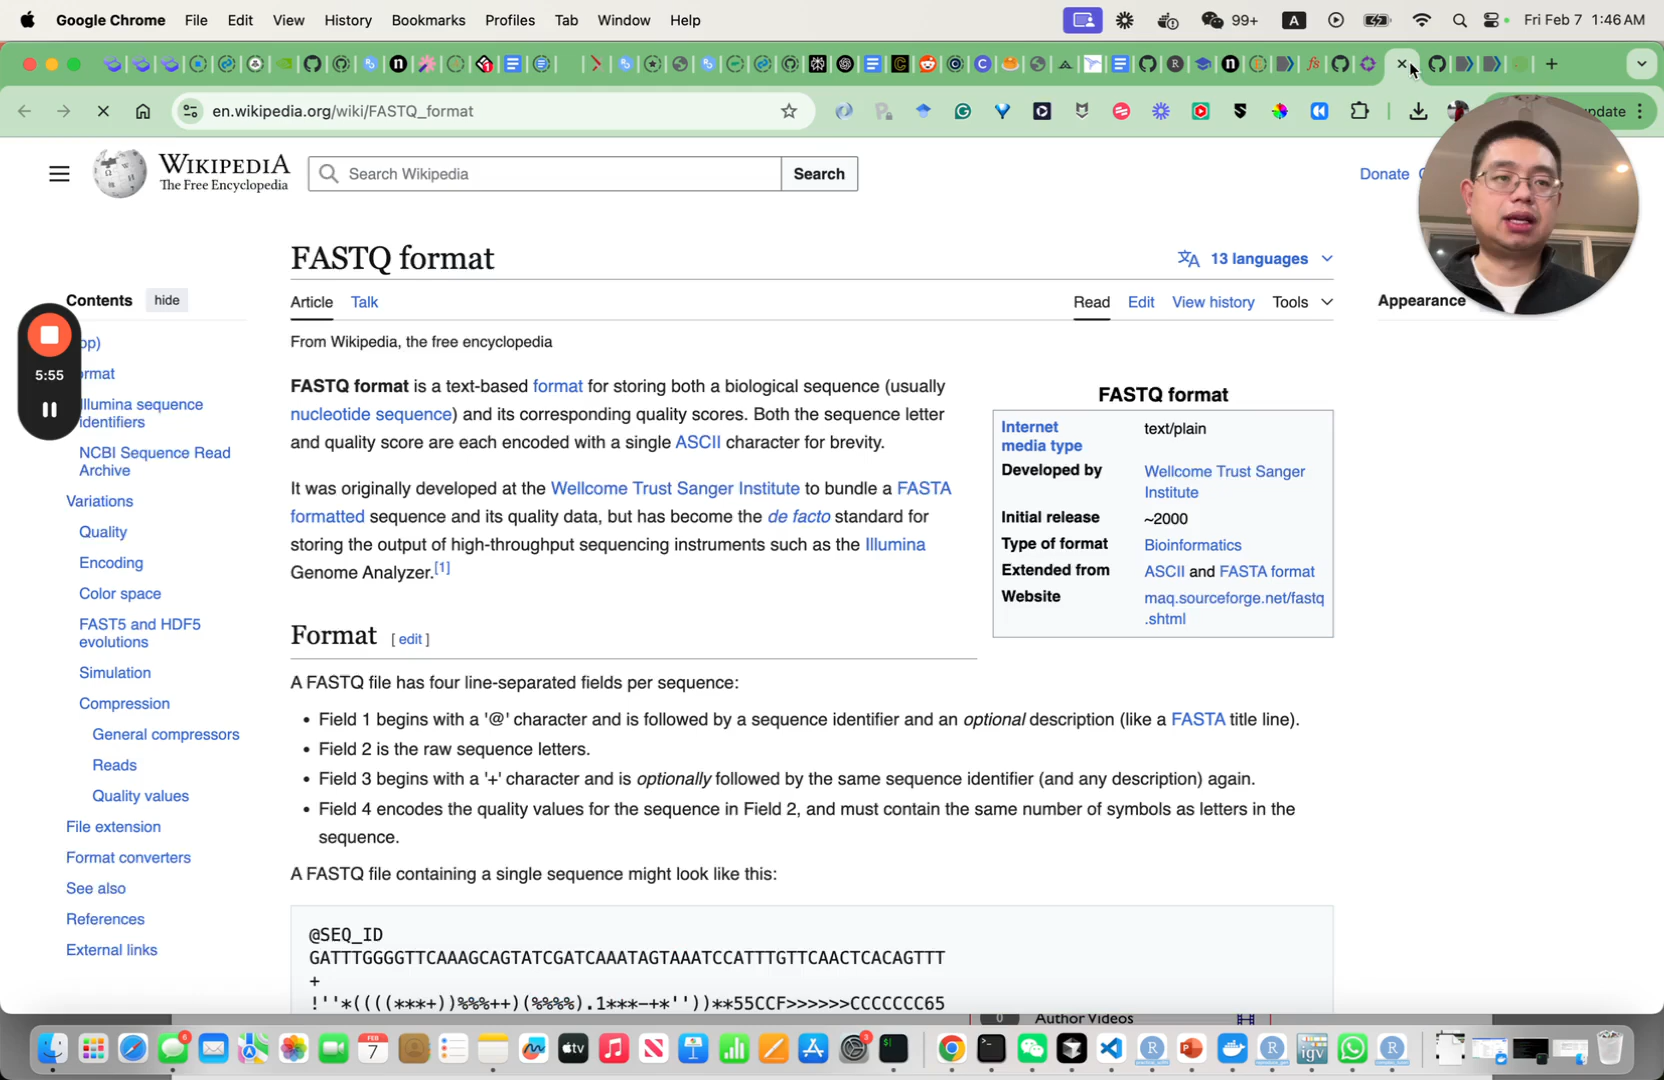 Google Chrome File Edit View History Bookmarks Profiles Tab Window Help 99+ A Fri Feb 7 1:46 AM
en.wikipedia.org/wiki/FASTQ_format
WIKIPEDIA
The Free Encyclopedia
Search Wikipedia
Search
Donate
FASTQ format
13 languages
Article Talk
Read Edit View history Tools
From Wikipedia, the free encyclopedia
Contents hide
op)
rmat
Illumina sequence
identifiers
NCBI Sequence Read
Archive
Variations
Quality
Encoding
Color space
FAST5 and HDF5
evolutions
Simulation
Compression
General compressors
Reads
Quality values
File extension
Format converters
See also
References
External links
5:55
Appearance
FASTQ format is a text-based format for storing both a biological sequence (usually
nucleotide sequence) and its corresponding quality scores. Both the sequence letter
and quality score are each encoded with a single ASCII character for brevity.
It was originally developed at the Wellcome Trust Sanger Institute to bundle a FASTA
formatted sequence and its quality data, but has become the de facto standard for
storing the output of high-throughput sequencing instruments such as the Illumina
Genome Analyzer.[1]
FASTQ format
Internet
media type
text/plain
Developed by Wellcome Trust Sanger
Institute
Initial release ~2000
Type of format Bioinformatics
Extended from ASCII and FASTA format
Website maq.sourceforge.net/fastq
.shtml
Format [ edit ]
A FASTQ file has four line-separated fields per sequence:
• Field 1 begins with a '@' character and is followed by a sequence identifier and an optional description (like a FASTA title line).
• Field 2 is the raw sequence letters.
• Field 3 begins with a '+' character and is optionally followed by the same sequence identifier (and any description) again.
• Field 4 encodes the quality values for the sequence in Field 2, and must contain the same number of symbols as letters in the
sequence.
A FASTQ file containing a single sequence might look like this:
@SEQ_ID
GATTTGGGGTTCAAAGCAGTATCGATCAAATAGTAAATCCATTTGTTCAACTCACAGTTT
+
!''*((((***+))%%%++)(%%%%).1***-+*''))**55CCF>>>>>>CCCCCCC65
Author Videos